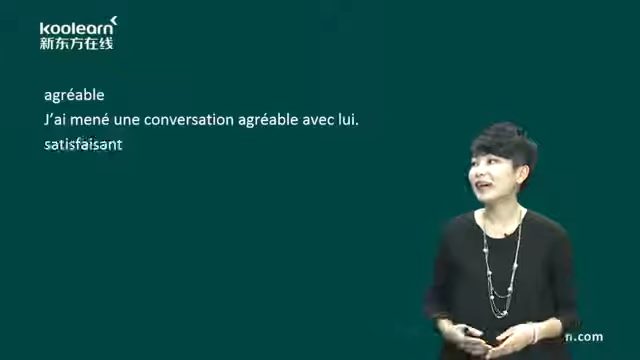 koolearn
新东方在线
agréable
J'ai mené une conversation agréable avec lui.
satisfaisant
n.com